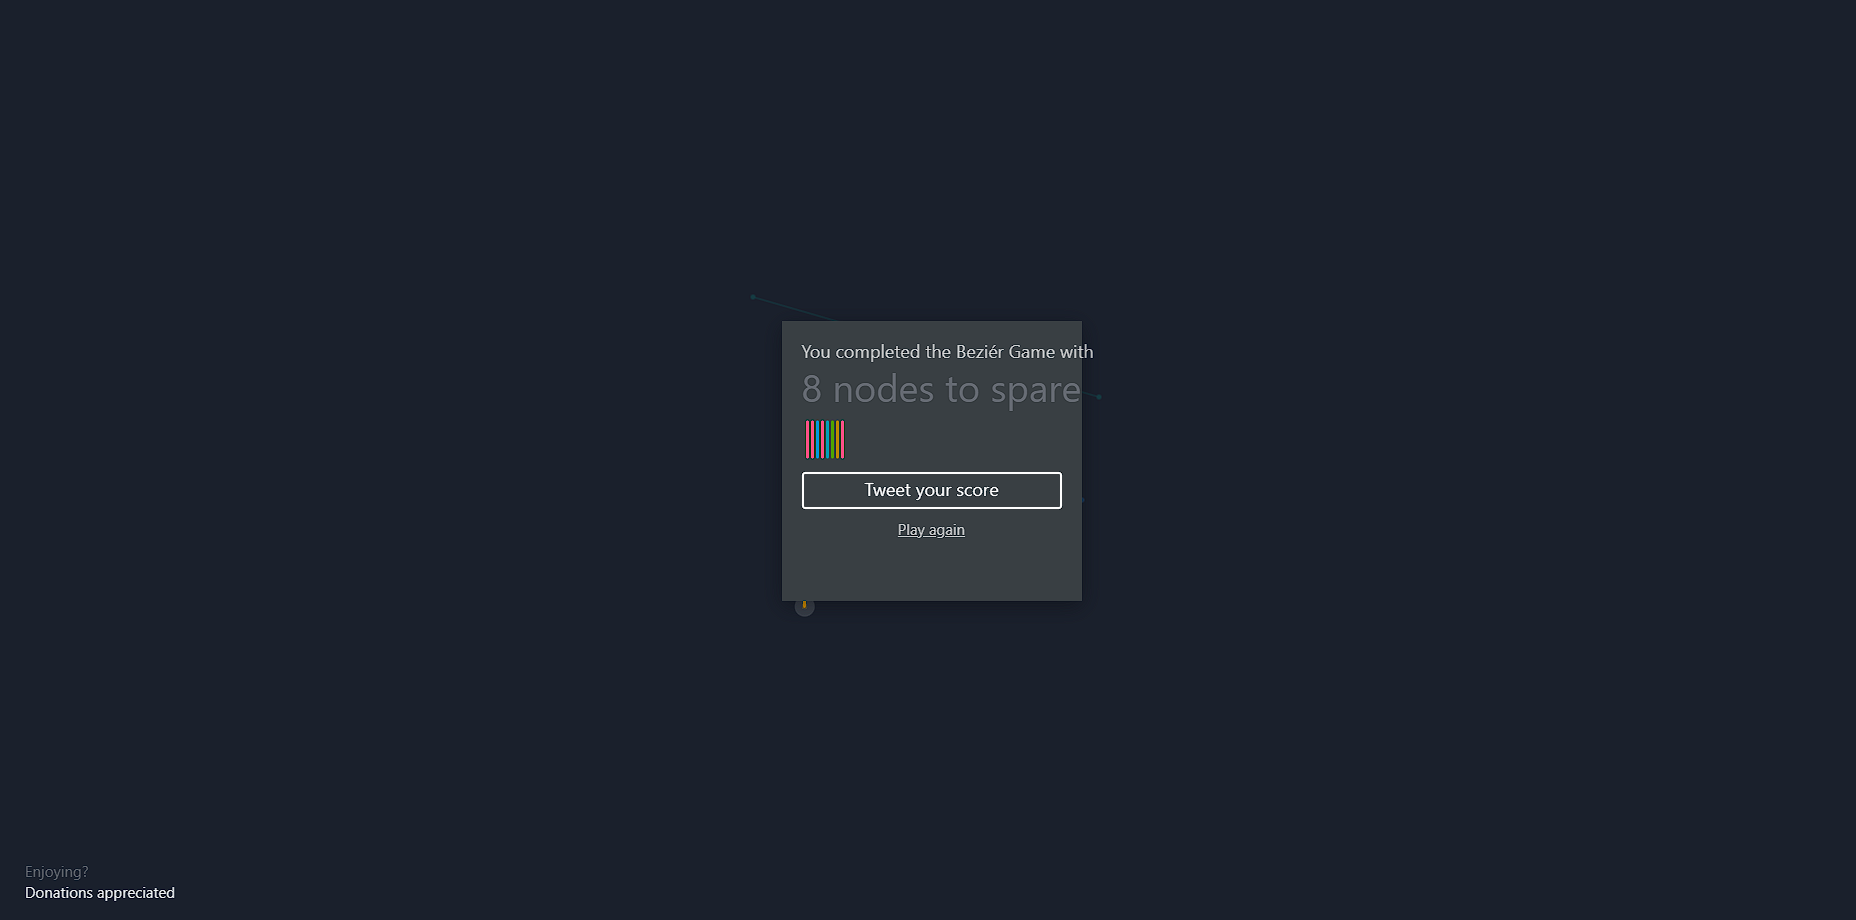 You completed the Beziér Game with
8 nodes to spare
Tweet your score
Play again
Enjoying?
Donations appreciated